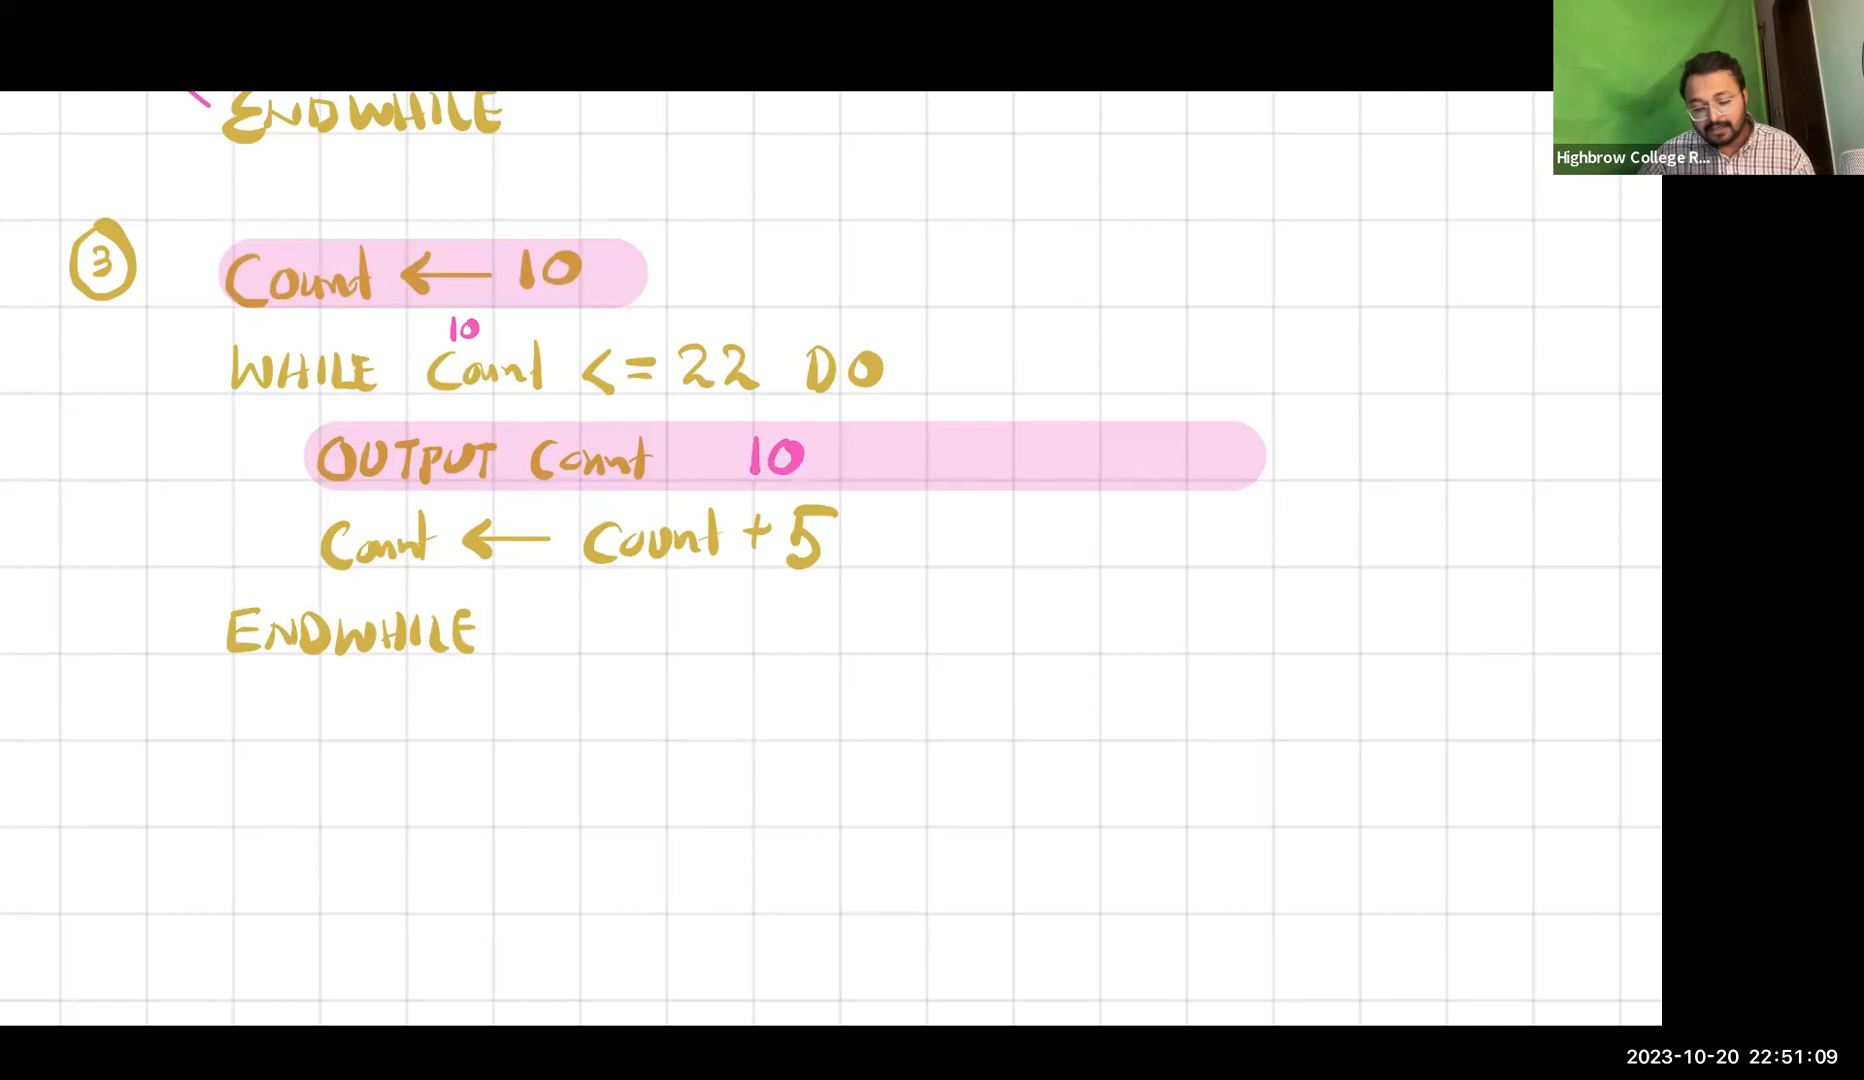 ENDWHILE
3
Count ← 10
10
WHILE Count <= 22 DO
OUTPUT Count 10
Count ← Count + 5
ENDWHILE
Highbrow College R...
2023-10-20 22:51:09